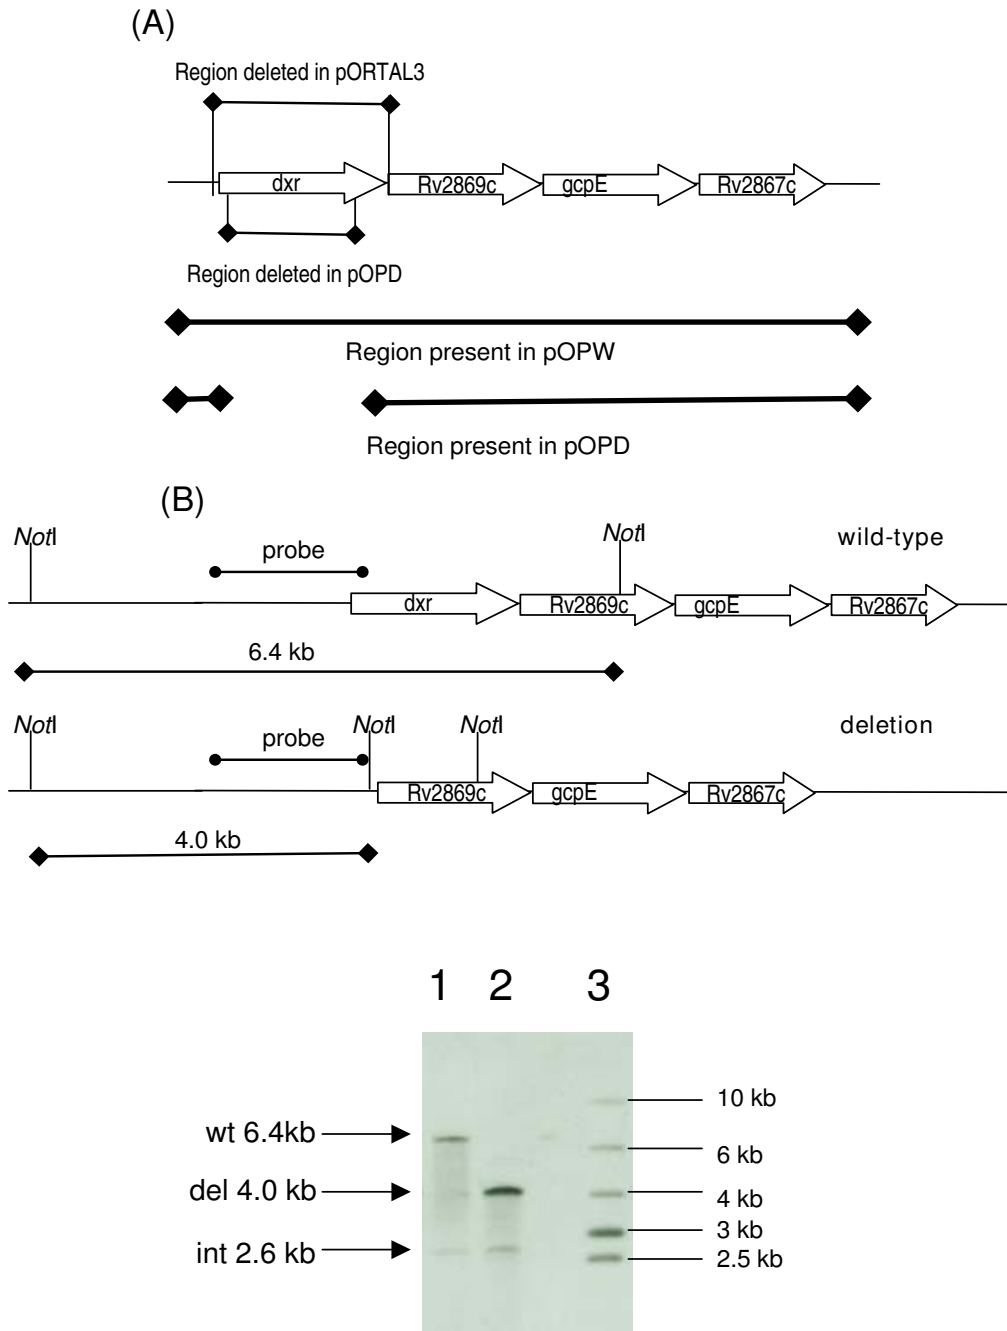 (A)
Region deleted in pORTAL3
dxr
Rv2869c
gcpE
Rv2867c
Region deleted in pOPD
Region present in pOPW
Region present in pOPD
(B)
NotI
probe
NotI
wild-type
dxr
Rv2869c
gcpE
Rv2867c
6.4 kb
NotI
probe
NotI
NotI
deletion
Rv2869c
gcpE
Rv2867c
4.0 kb
1 2 3
10 kb
wt 6.4kb
6 kb
del 4.0 kb
4 kb
3 kb
int 2.6 kb
2.5 kb